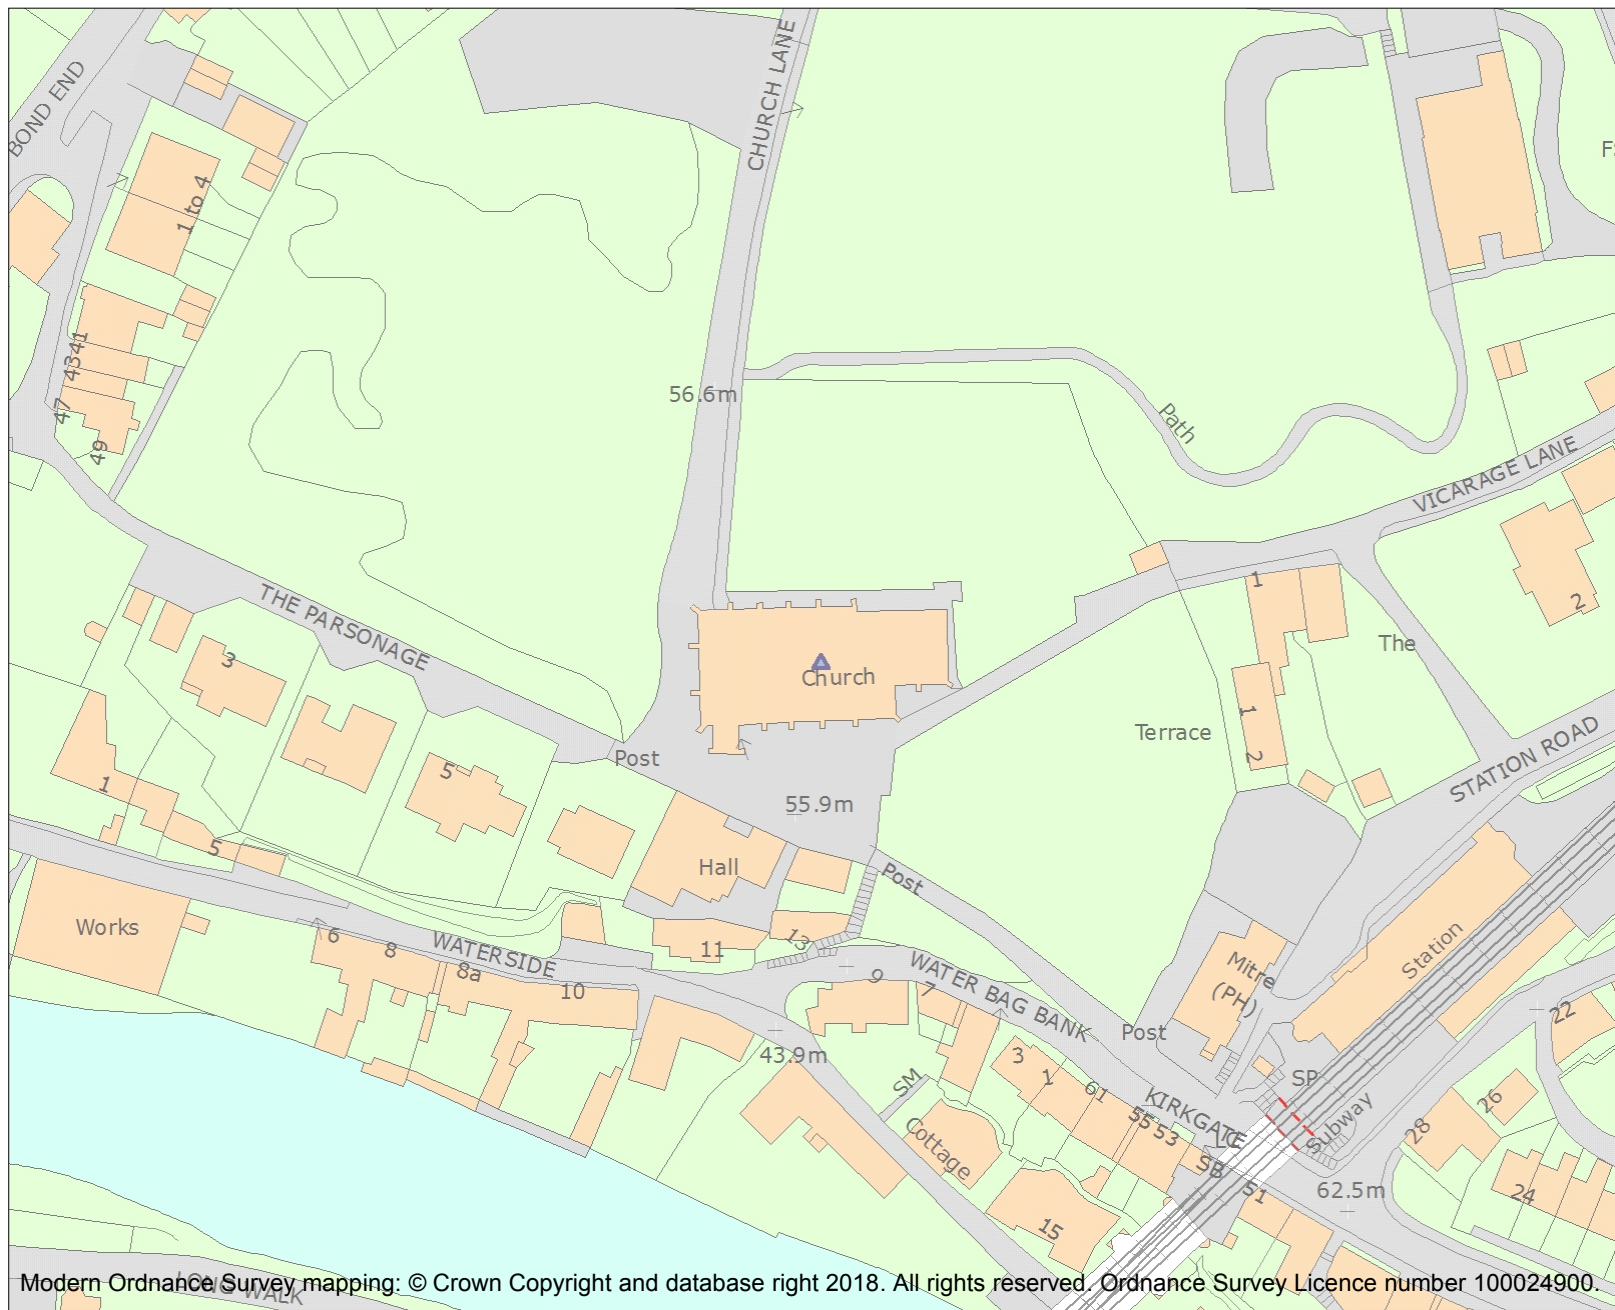 BOND END
CHURCH LANE
1 to 4
4341
47
49
56.6m
Path
VICARAGE LANE
THE PARSONAGE
1
2
3
The
Church
1
5
Post
Terrace
1
2
STATION ROAD
5
55.9m
Hall
Post
Works
6
8
WATERSIDE
8a
10
11
13
9
7
WATER BAG BANK
Mitre
(PH)
Station
22
Post
43.9m
3
1
SM
SP
61
KIRKGATE
55
53
LC
Subway
26
28
Cottage
SB
51
62.5m
24
15
LONG WALK
Modern Ordnance Survey mapping: © Crown Copyright and database right 2018. All rights reserved. Ordnance Survey Licence number 100024900.